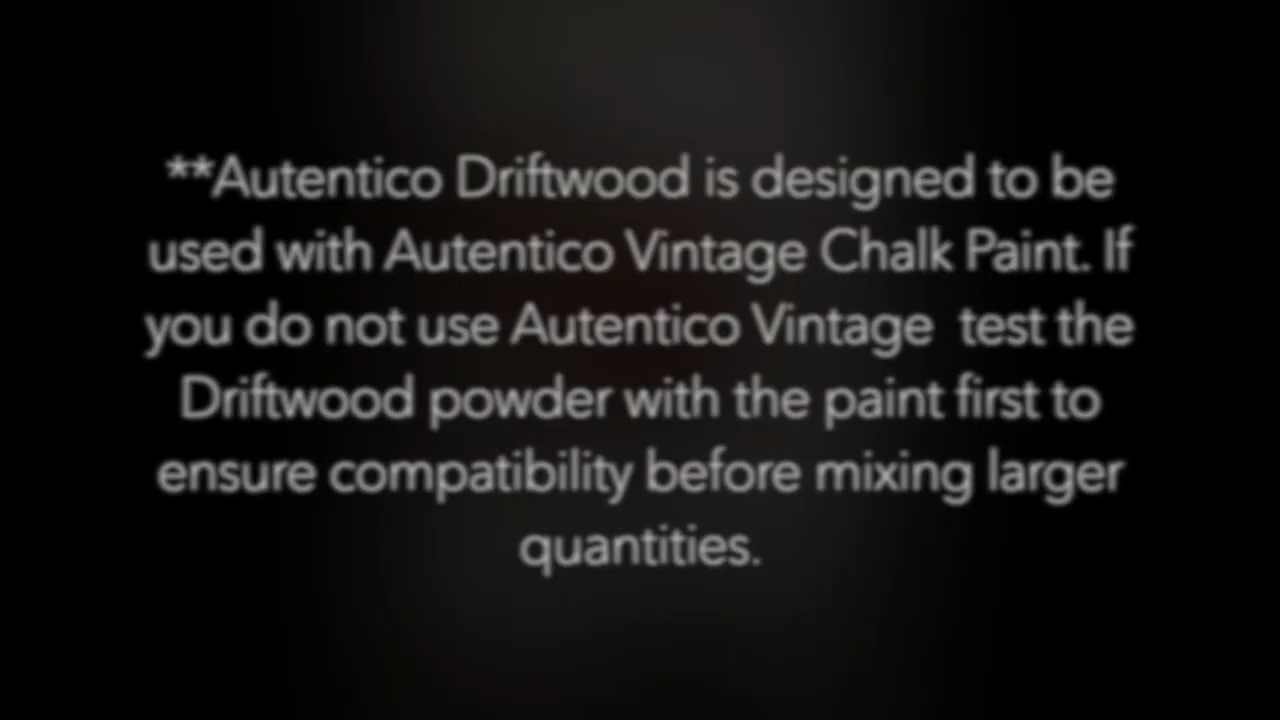 **Autentico Driftwood is designed to be
used with Autentico Vintage Chalk Paint. If
you do not use Autentico Vintage  test the
Driftwood powder with the paint first to
ensure compatibility before mixing larger
quantities.